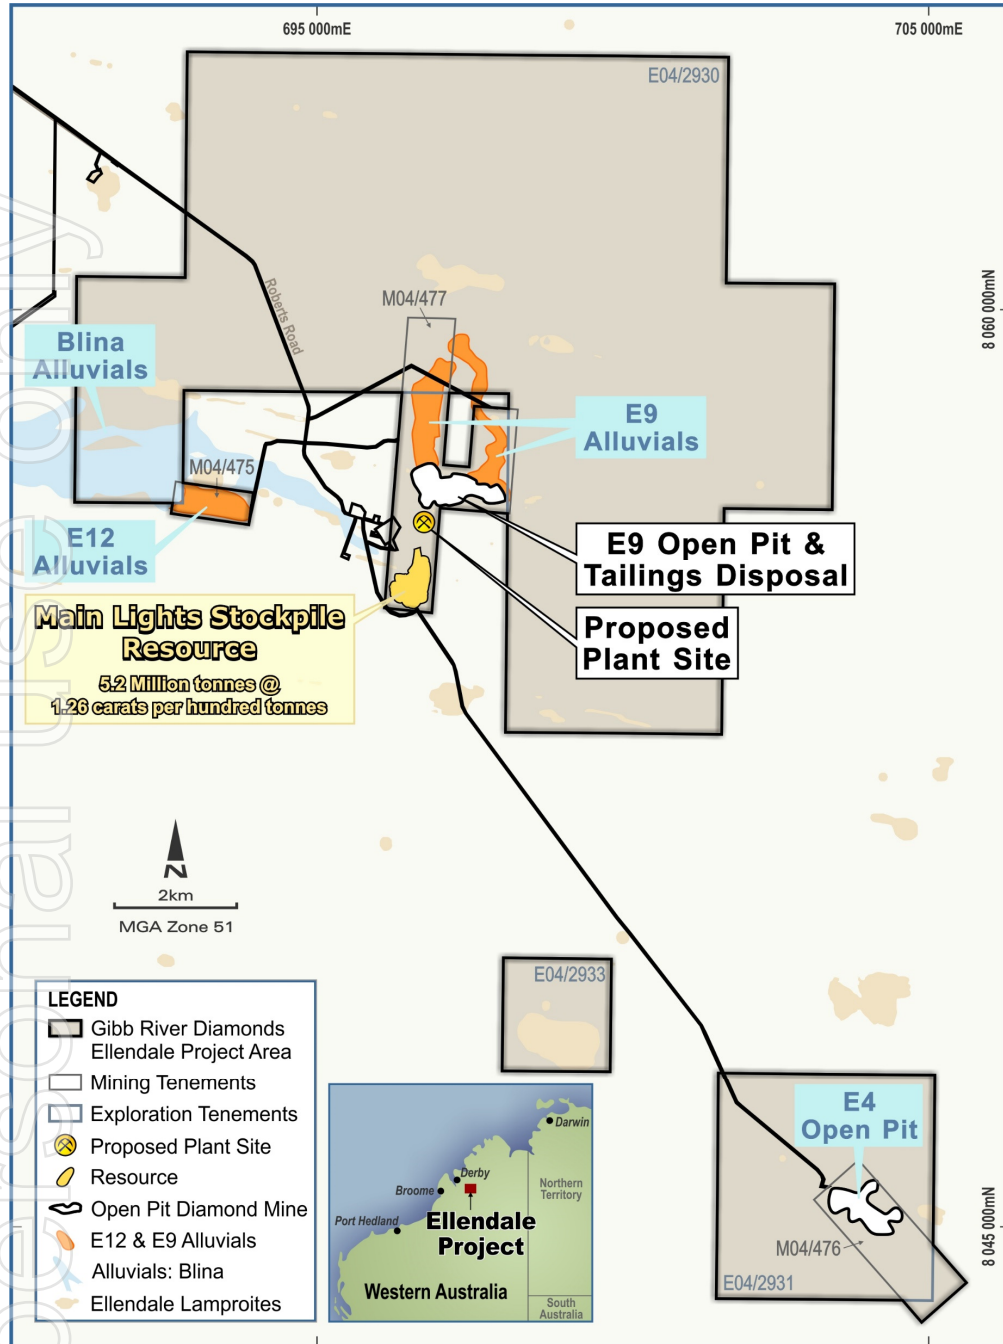 695 000mE
705 000mE
E04/2930
Roberts Road
M04/477
8 060 000mN
Blina
Alluvials
E9
Alluvials
M04/475
E12
Alluvials
E9 Open Pit &
Tailings Disposal
Main Lights Stockpile
Resource
5.2 Million tonnes @
1.26 carats per hundred tonnes
Proposed
Plant Site
N
2km
MGA Zone 51
E04/2933
LEGEND
Gibb River Diamonds
Ellendale Project Area
Mining Tenements
Exploration Tenements
Proposed Plant Site
Resource
Open Pit Diamond Mine
E12 & E9 Alluvials
Alluvials: Blina
Ellendale Lamproites
Darwin
Derby
Broome
Northern
Territory
Port Hedland
Ellendale
Project
Western Australia
South
Australia
E4
Open Pit
M04/476
E04/2931
8 045 000mN
personal use only